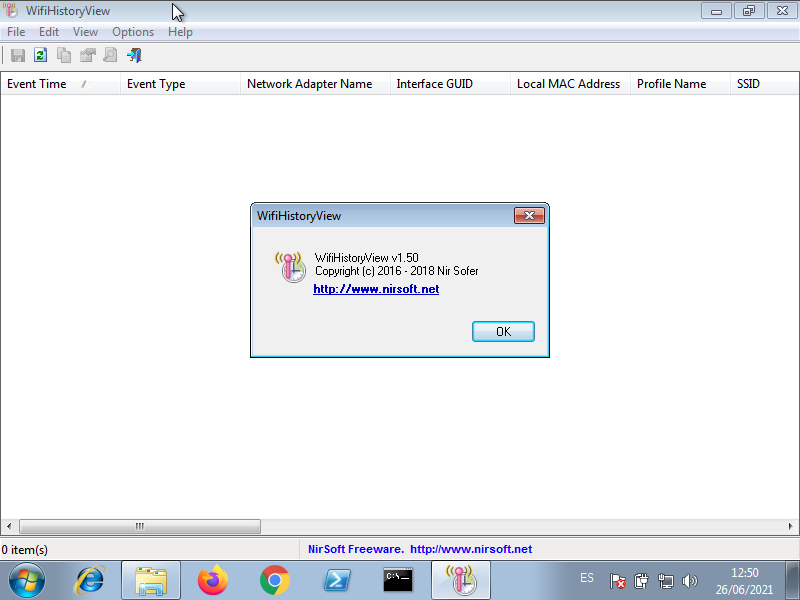 WifiHistoryView
File Edit View Options Help
Event Time / Event Type Network Adapter Name Interface GUID Local MAC Address Profile Name SSID
WifiHistoryView
WifiHistoryView v1.50
Copyright (c) 2016 - 2018 Nir Sofer
http://www.nirsoft.net
OK
0 item(s) NirSoft Freeware. http://www.nirsoft.net
C:\_
ES 12:50
26/06/2021